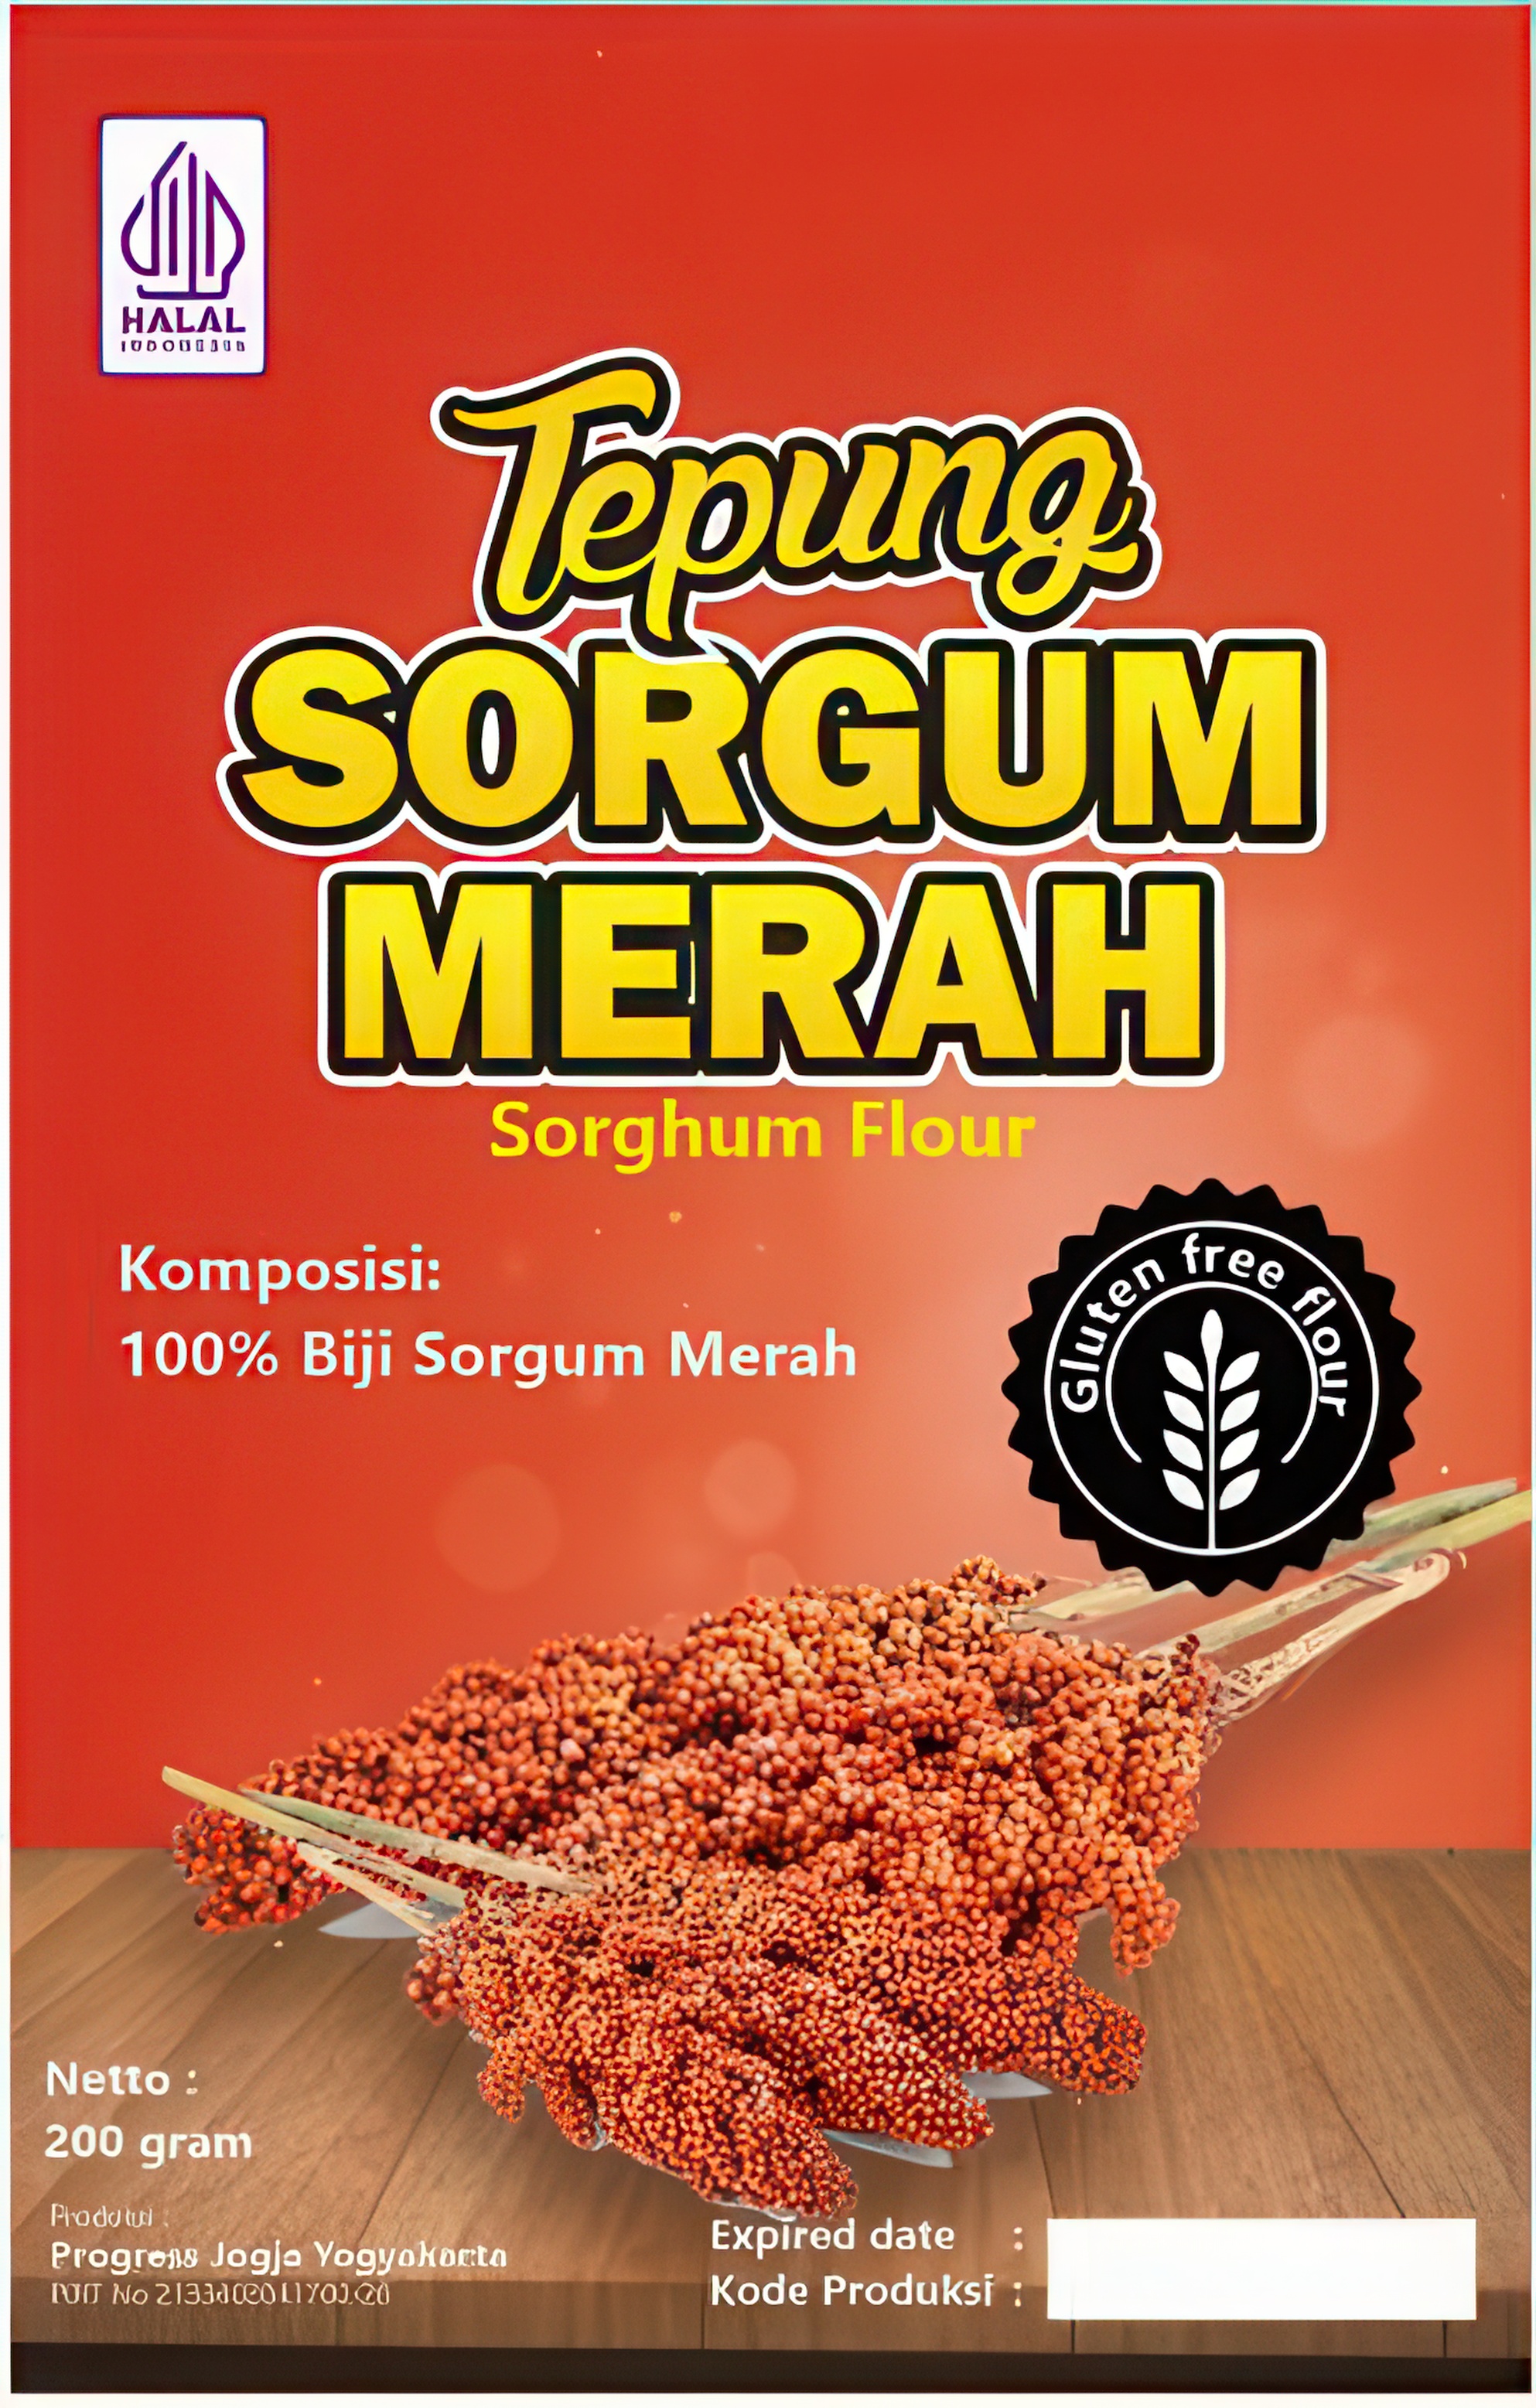 HALAL
Tepung
SORGUM
MERAH
Sorghum Flour
Komposisi:
100% Biji Sorgum Merah
Gluten free flour
Netto :
200 gram
Progress Jogja Yogyakarta
Expired date :
Kode Produksi :